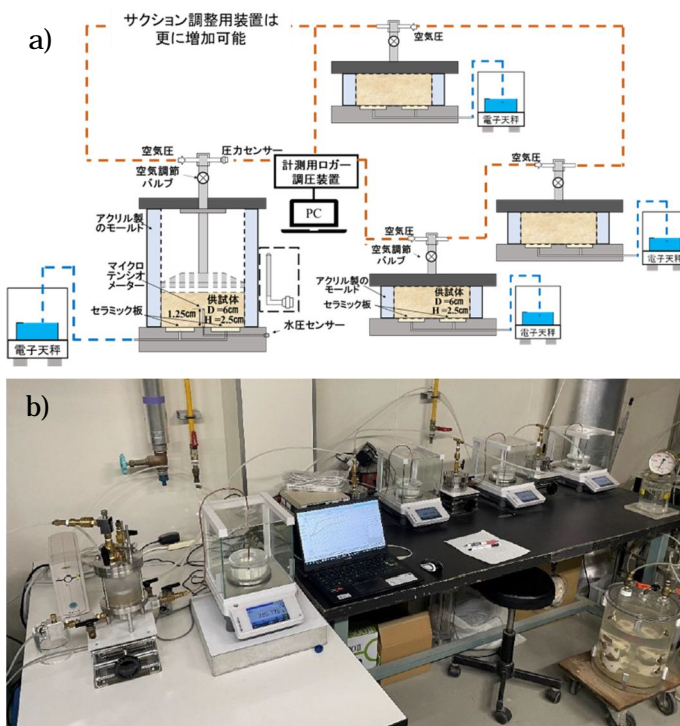 a)
サクション調整用装置は
更に増加可能
空気圧
電子天秤
空気圧
圧力センサー
空気調節
バルブ
計測用ロガー
調圧装置
PC
空気圧
電子天秤
アクリル製
のモールド
空気圧
空気調節
バルブ
マイクロ
テンシオ
メーター
セラミック板
供試体
D=6cm
H=2.5cm
1.25cm
水圧センサー
電子天秤
アクリル製の
モールド
セラミック板
供試体
D=6cm
H=2.5cm
電子天秤
b)